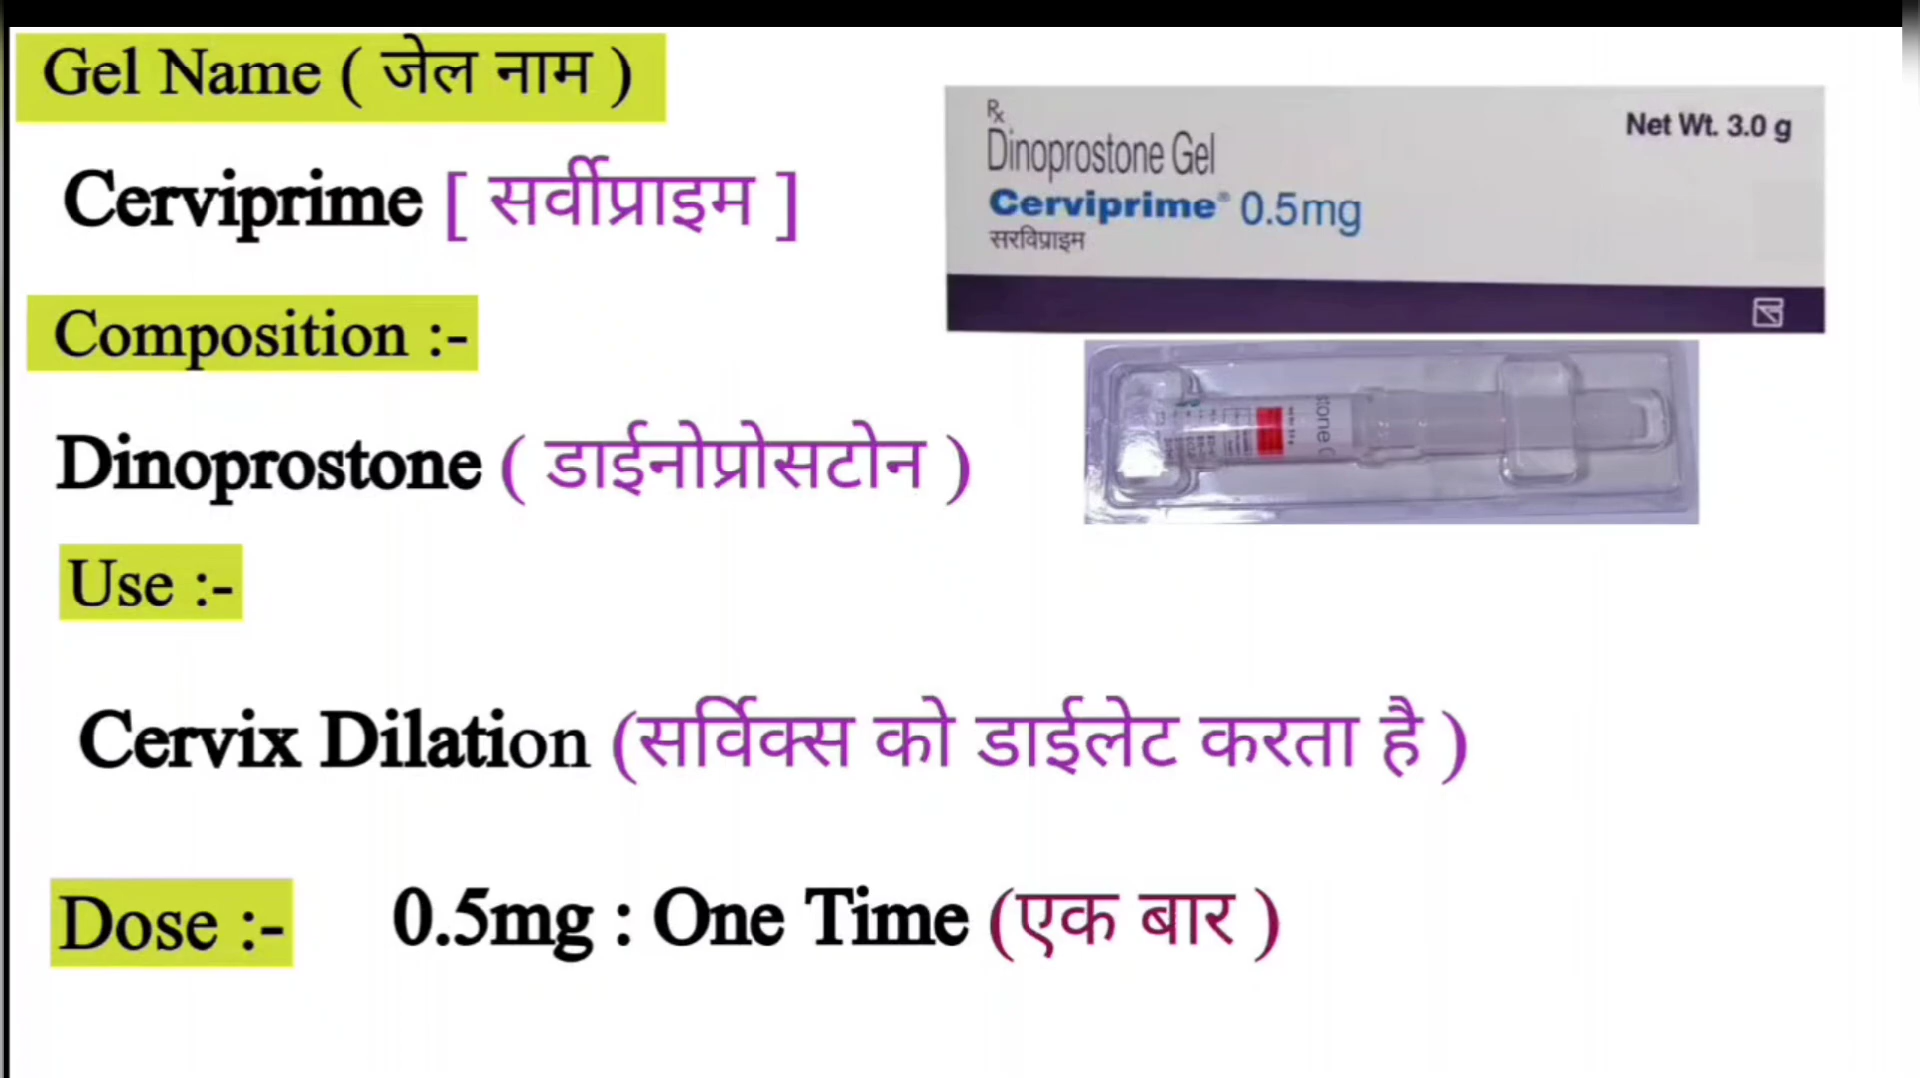 Gel Name ( जेल नाम )
Cerviprime [ सर्वीप्राइम ]
Composition :-
Dinoprostone ( डाईनोप्रोसटोन )
Use :-
Cervix Dilation (सर्विक्स को डाईलेट करता है )
Dose :- 0.5mg : One Time (एक बार )
Rx
Dinoprostone Gel
Net Wt. 3.0 g
Cerviprime® 0.5mg
सरविप्राइम
stone G